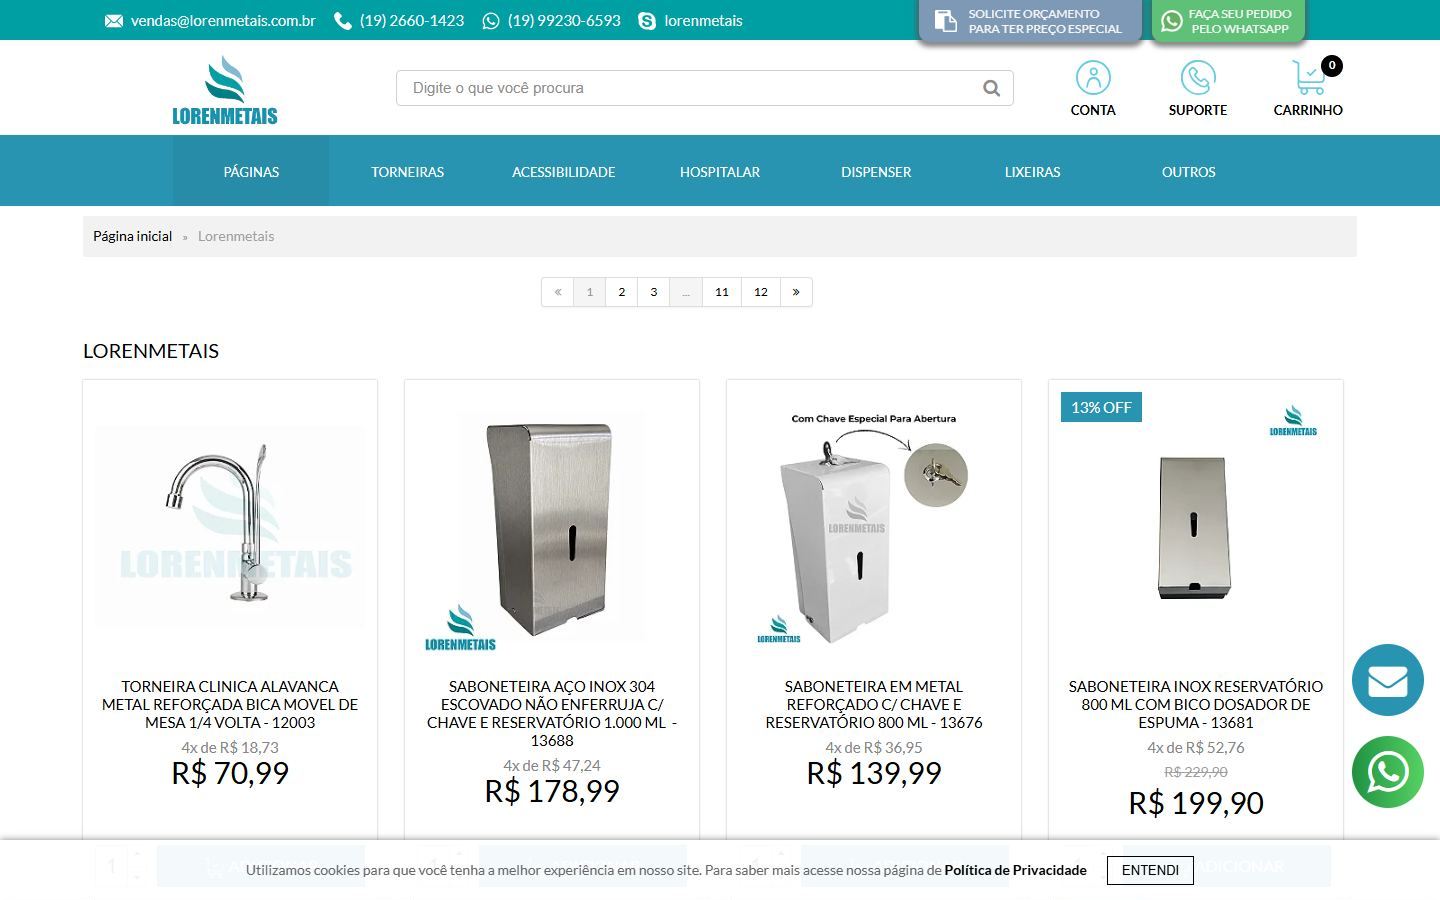 vendas@lorenmetais.com.br
(19) 2660-1423
(19) 99230-6593
lorenmetais
SOLICITE ORÇAMENTO
PARA TER PREÇO ESPECIAL
FAÇA SEU PEDIDO
PELO WHATSAPP
LORENMETAIS
Digite o que você procura
CONTA
SUPORTE
0
CARRINHO
PÁGINAS
TORNEIRAS
ACESSIBILIDADE
HOSPITALAR
DISPENSER
LIXEIRAS
OUTROS
Página inicial » Lorenmetais
« 1 2 3 ... 11 12 »
LORENMETAIS
LORENMETAIS
TORNEIRA CLINICA ALAVANCA
METAL REFORÇADA BICA MOVEL DE
MESA 1/4 VOLTA - 12003
4x de R$ 18,73
R$ 70,99
LORENMETAIS
SABONETEIRA AÇO INOX 304
ESCOVADO NÃO ENFERRUJA C/
CHAVE E RESERVATÓRIO 1.000 ML -
13688
4x de R$ 47,24
R$ 178,99
Com Chave Especial Para Abertura
LORENMETAIS
LORENMETAIS
SABONETEIRA EM METAL
REFORÇADO C/ CHAVE E
RESERVATÓRIO 800 ML - 13676
4x de R$ 36,95
R$ 139,99
13% OFF
LORENMETAIS
SABONETEIRA INOX RESERVATÓRIO
800 ML COM BICO DOSADOR DE
ESPUMA - 13681
4x de R$ 52,76
R$ 229,90
R$ 199,90
1
ADICIONAR
Utilizamos cookies para que você tenha a melhor experiência em nosso site. Para saber mais acesse nossa página de Política de Privacidade
ENTENDI